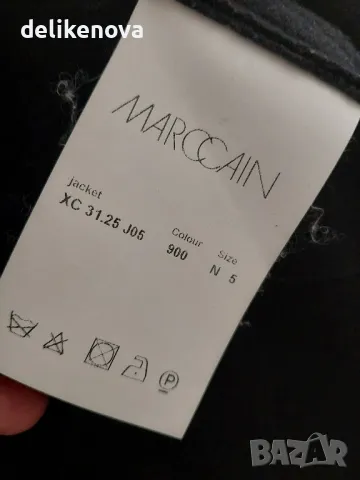 delikenova
MARCCAIN
jacket Colour Size
XC 31.25 J05 900 N 5
P
BAZAR